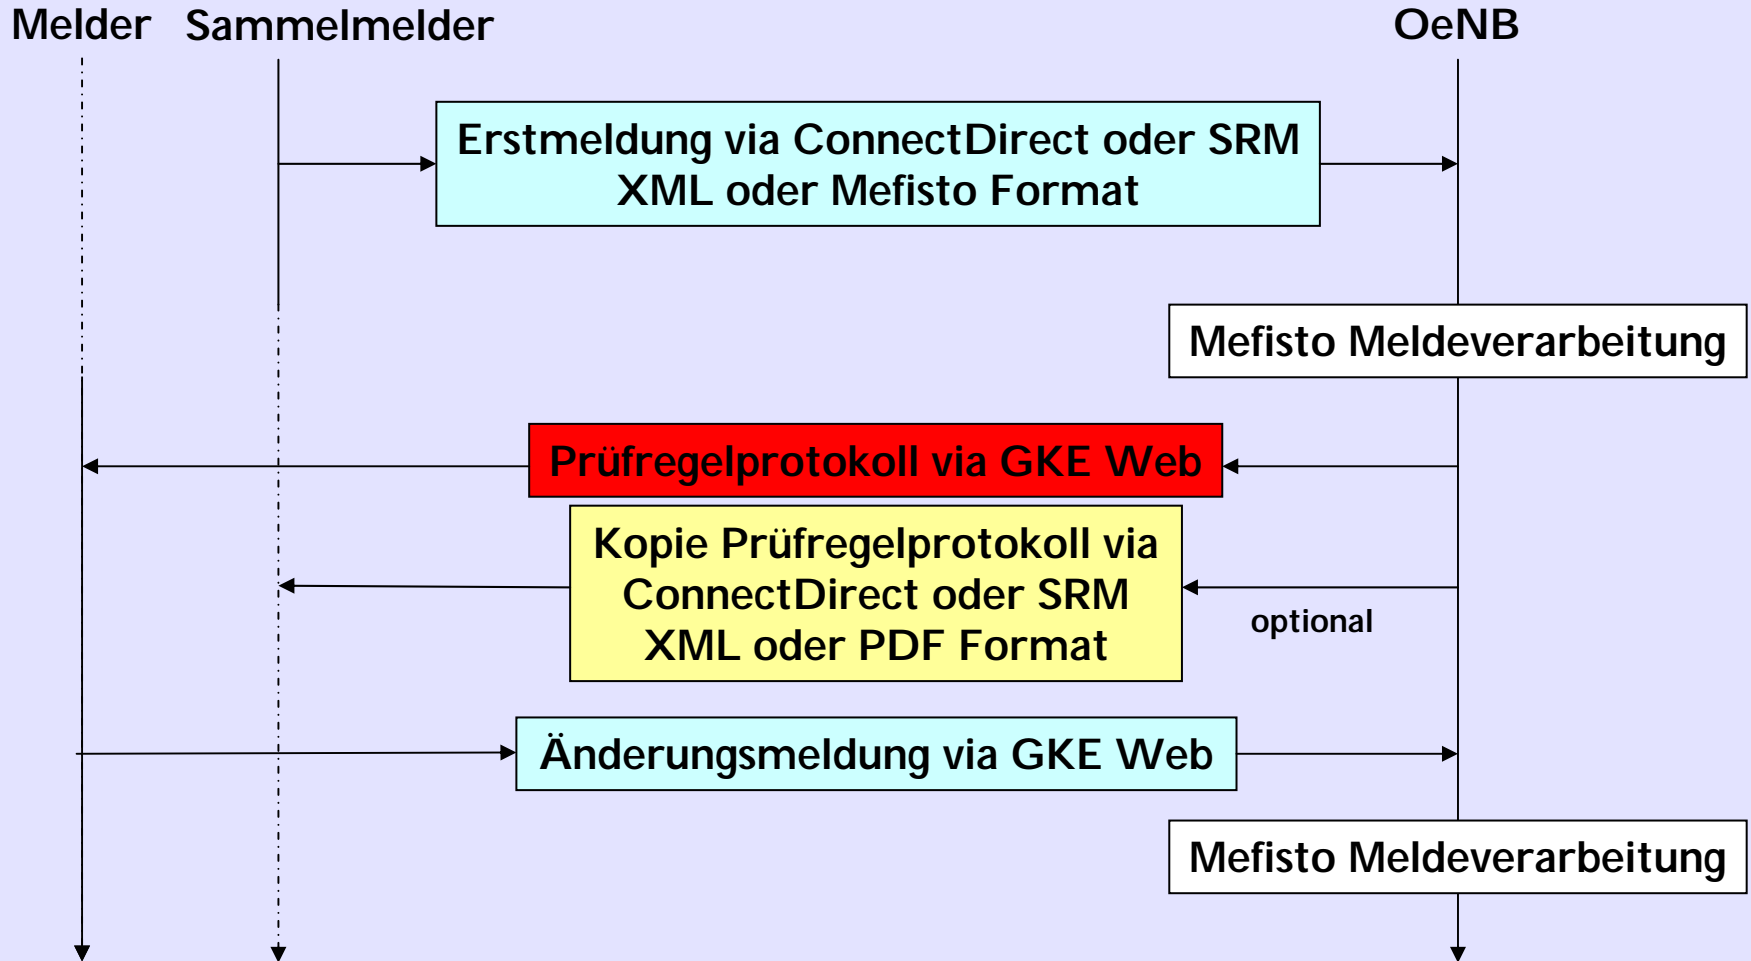 Melder Sammelmelder OeNB
Erstmeldung via ConnectDirect oder SRM
XML oder Mefisto Format
Mefisto Meldeverarbeitung
Prüfregelprotokoll via GKE Web
Kopie Prüfregelprotokoll via
ConnectDirect oder SRM
XML oder PDF Format
optional
Änderungsmeldung via GKE Web
Mefisto Meldeverarbeitung